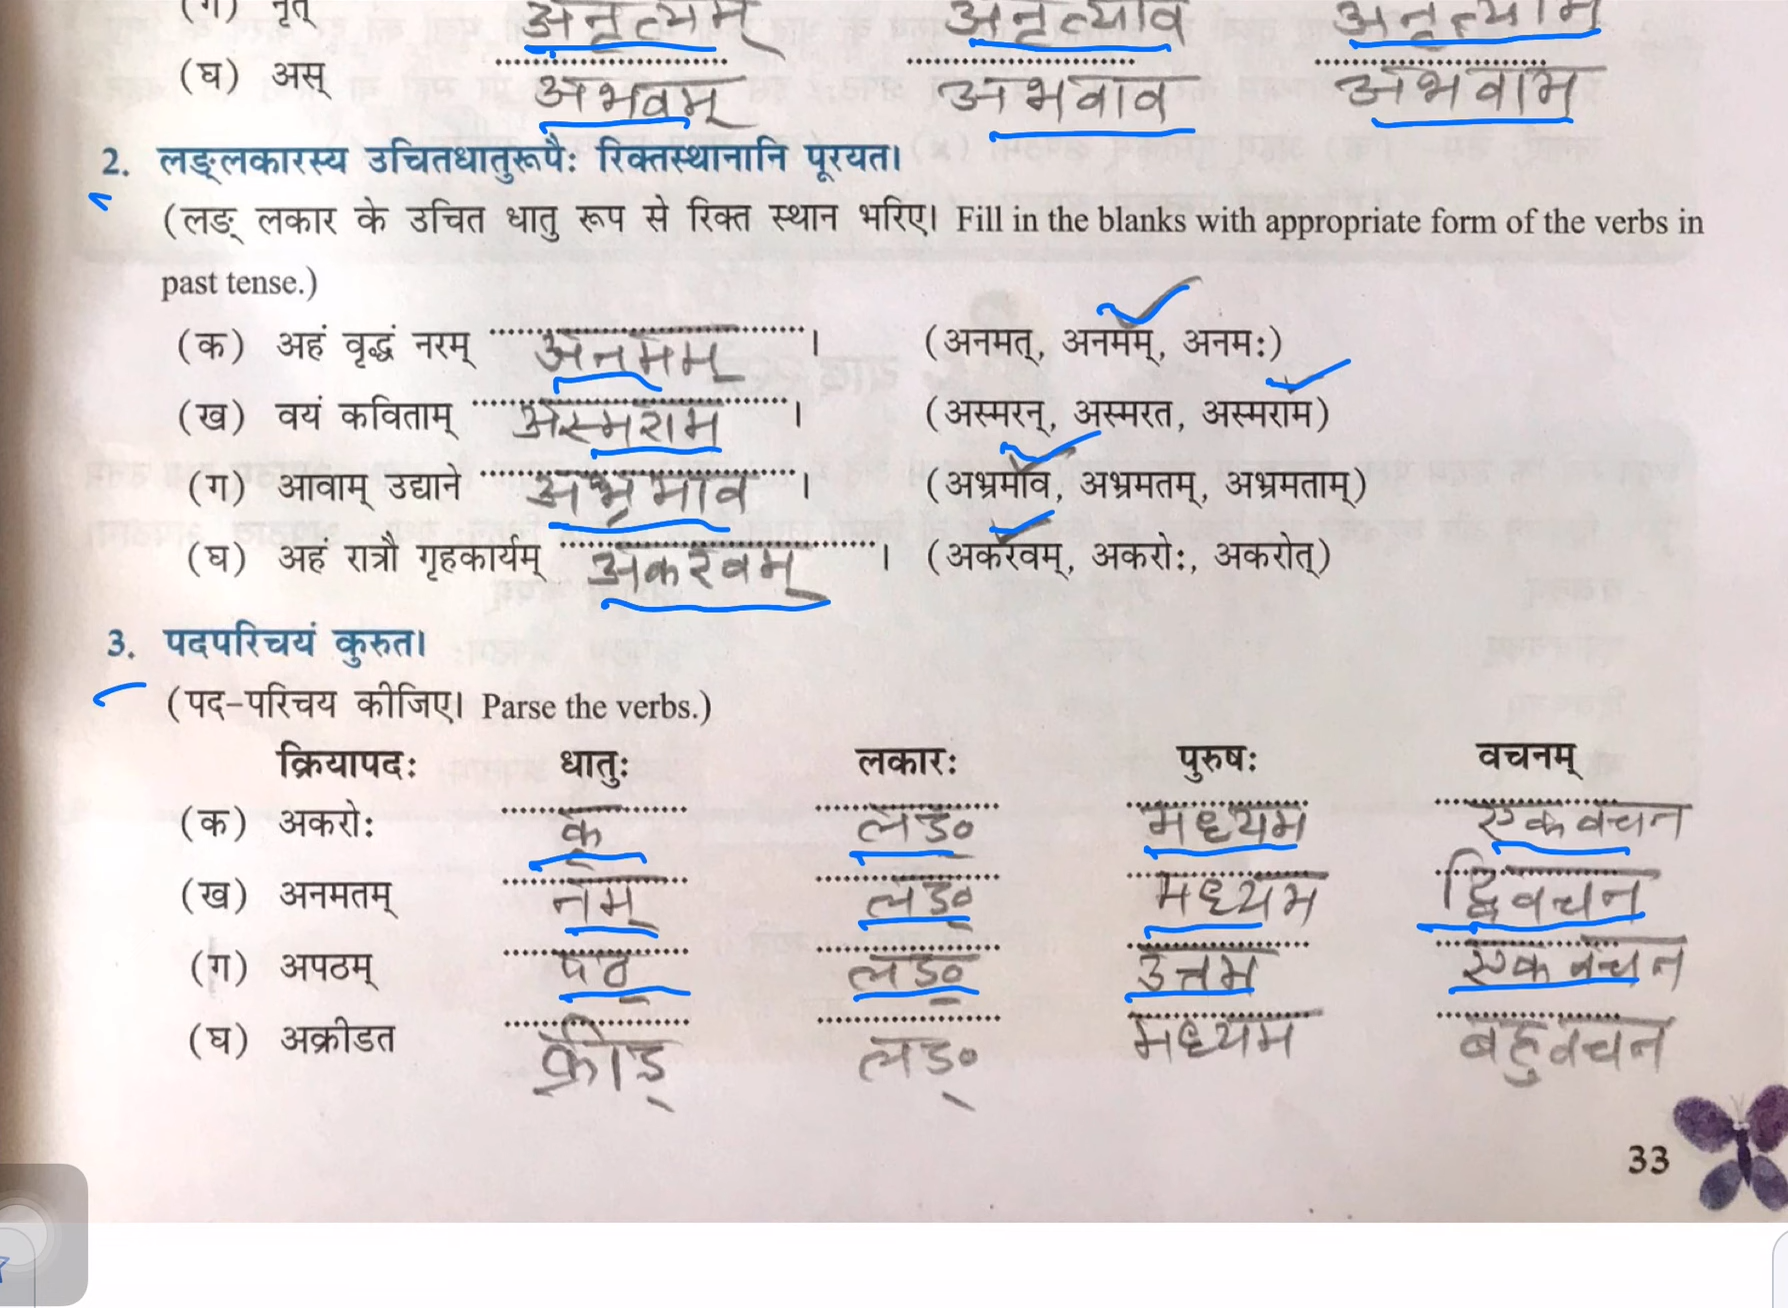 (ग) नृत् अनृत्यम् अनृत्याव अनृत्याम
(घ) अस् अभवम् अभवाव अभवाम
2. लङ्लकारस्य उचितधातुरूपैः रिक्तस्थानानि पूरयत।
(लङ् लकार के उचित धातु रूप से रिक्त स्थान भरिए। Fill in the blanks with appropriate form of the verbs in
past tense.)
(क) अहं वृद्धं नरम् अनमम् । (अनमत्, अनमम्, अनमः)
(ख) वयं कविताम् अस्मराम । (अस्मरन्, अस्मरत, अस्मराम)
(ग) आवाम् उद्याने अभृमाव । (अभ्रमाव, अभ्रमतम्, अभ्रमताम्)
(घ) अहं रात्रौ गृहकार्यम् अकरवम् । (अकरवम्, अकरोः, अकरोत्)
3. पदपरिचयं कुरुत।
(पद-परिचय कीजिए। Parse the verbs.)
क्रियापदः धातुः लकारः पुरुषः वचनम्
(क) अकरोः कृ लङ मध्यम एकवचन
(ख) अनमतम् नम् लङ् मध्यम द्विवचन
(ग) अपठम् पठ् लङ् उत्तम एकवचन
(घ) अक्रीडत क्रीड् लङ् मध्यम बहुवचन
33